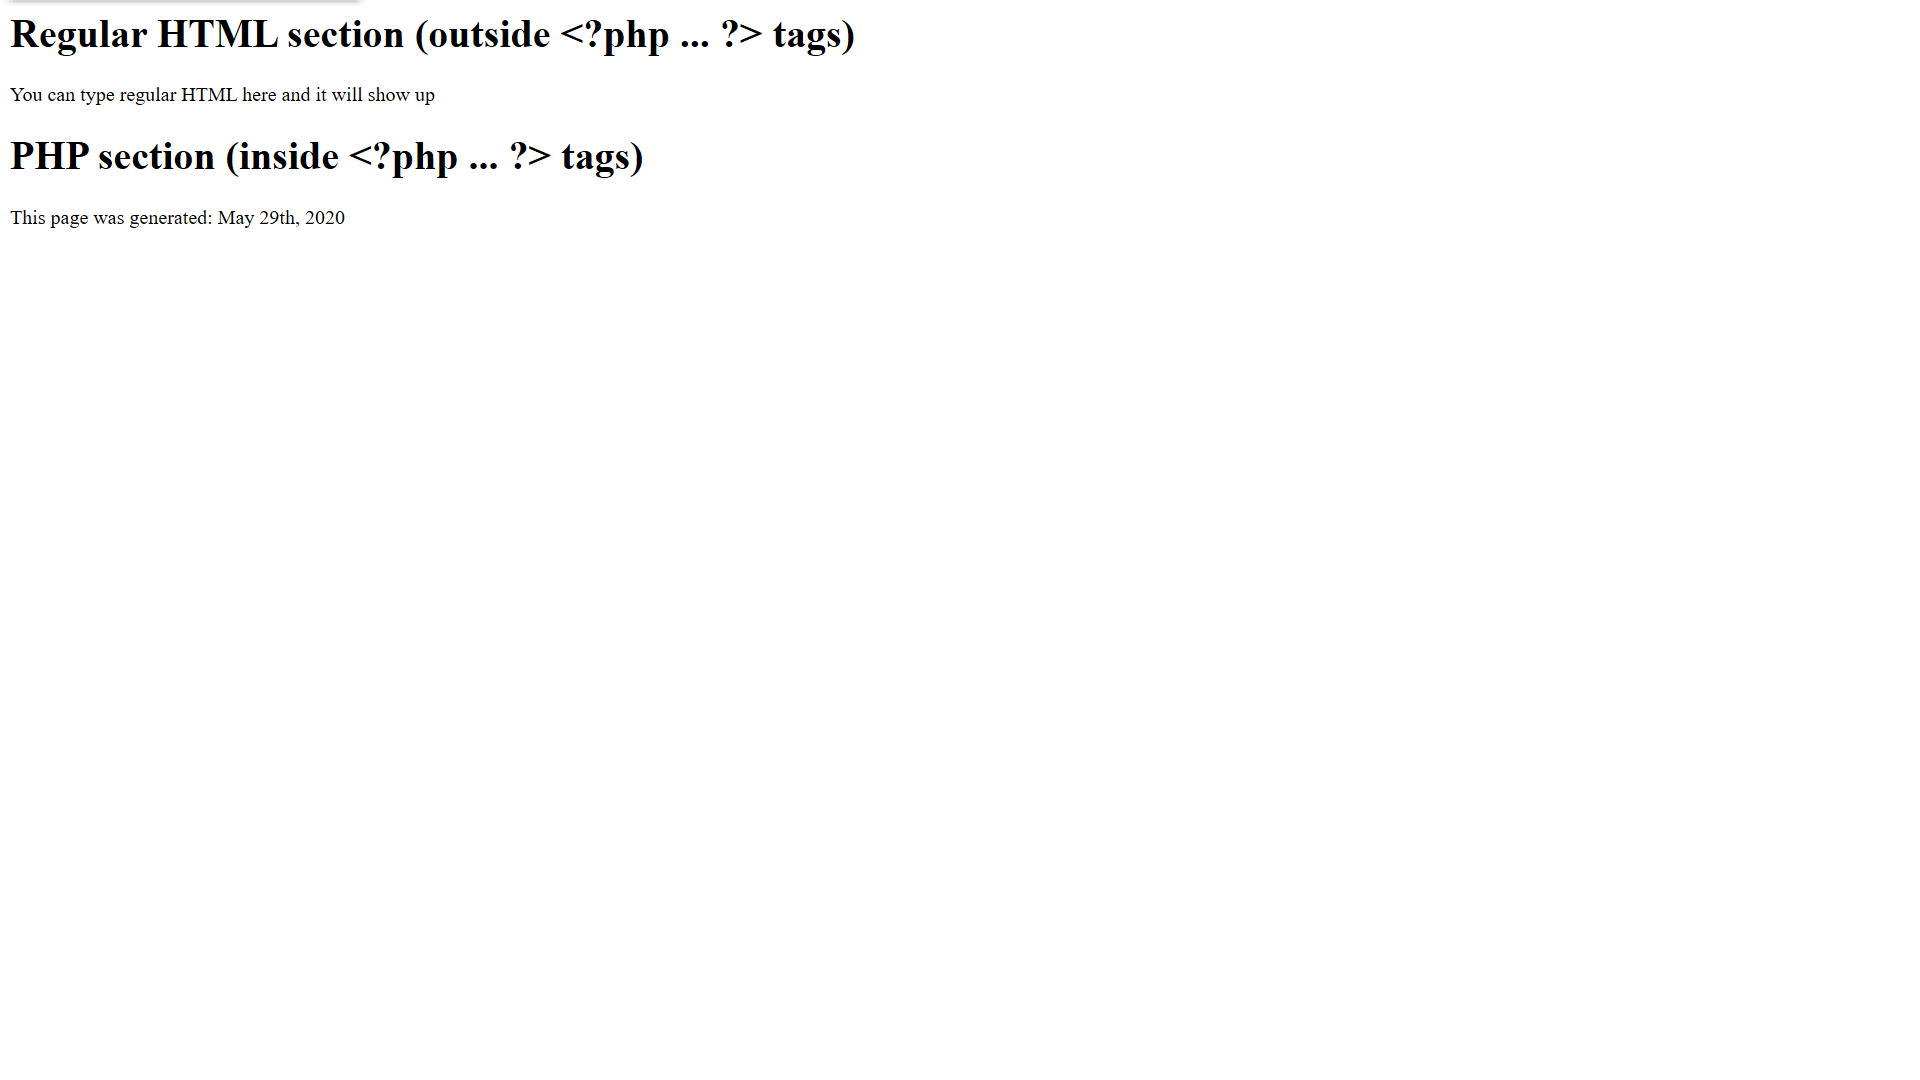 Regular HTML section (outside <?php ... ?> tags)
You can type regular HTML here and it will show up
PHP section (inside <?php ... ?> tags)
This page was generated: May 29th, 2020